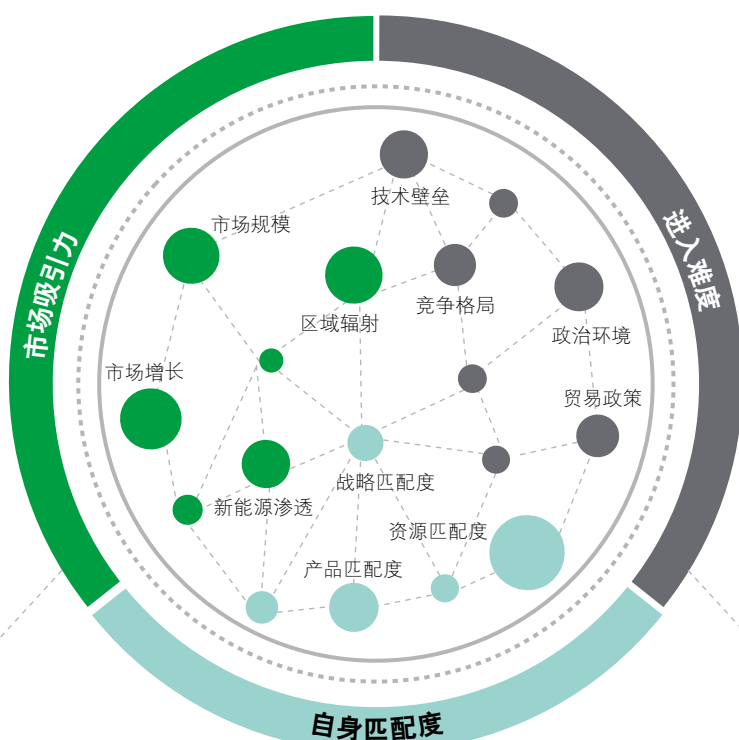 技术壁垒
市场规模
进入难度
市场吸引力
竞争格局
区域辐射
政治环境
市场增长
贸易政策
战略匹配度
新能源渗透
资源匹配度
产品匹配度
自身匹配度